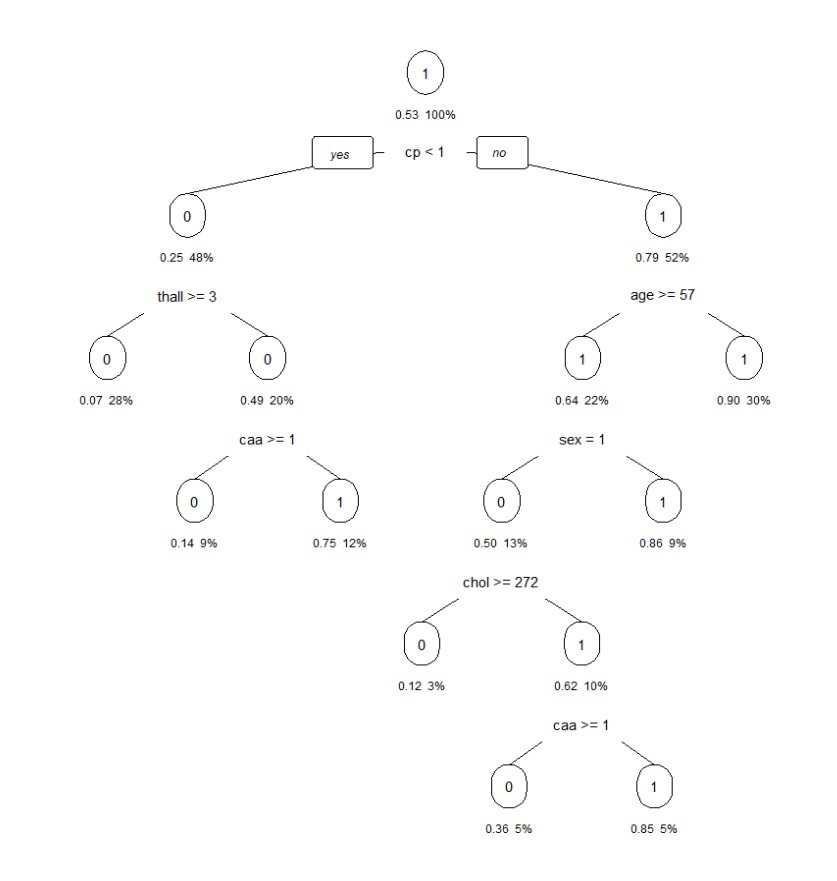 1
0.53 100%
yes cp < 1 no
0 1
0.25 48% 0.79 52%
thall >= 3 age >= 57
0 0 1 1
0.07 28% 0.49 20% 0.64 22% 0.90 30%
caa >= 1 sex = 1
0 1 0 1
0.14 9% 0.75 12% 0.50 13% 0.86 9%
chol >= 272
0 1
0.12 3% 0.62 10%
caa >= 1
0 1
0.36 5% 0.85 5%